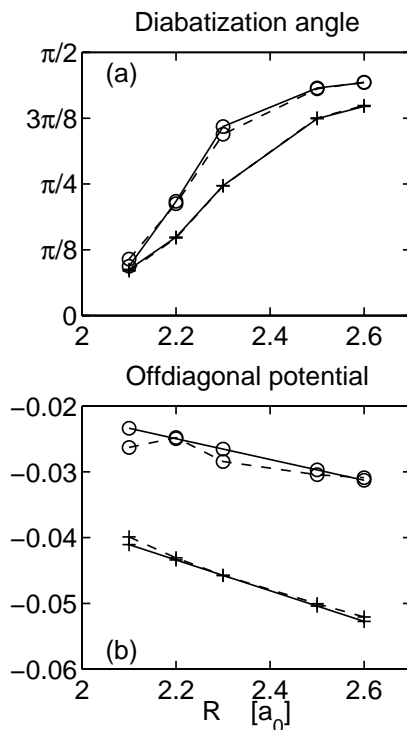 Diabatization angle
π/2
(a)
3π/8
π/4
π/8
0
2 2.2 2.4 2.6
Offdiagonal potential
−0.02
−0.03
−0.04
−0.05
(b)
−0.06
2 2.2 2.4 2.6
R [a₀]